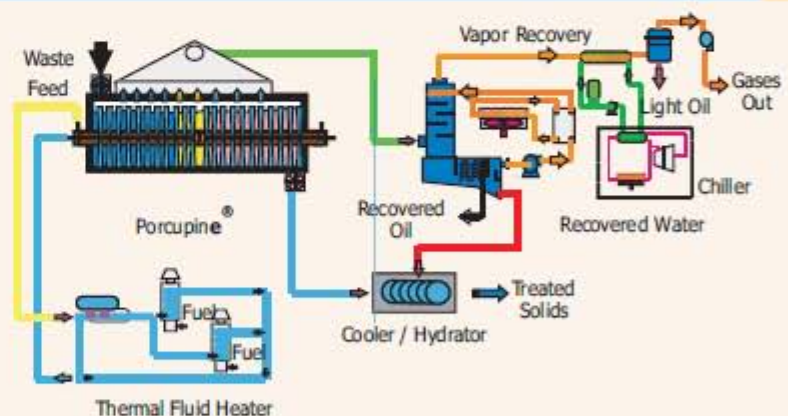 Waste
Feed
Vapor Recovery
Gases
Out
Light Oil
Chiller
Recovered
Oil
Recovered Water
Porcupine®
Treated
Solids
Cooler / Hydrator
Fuel
Fuel
Thermal Fluid Heater